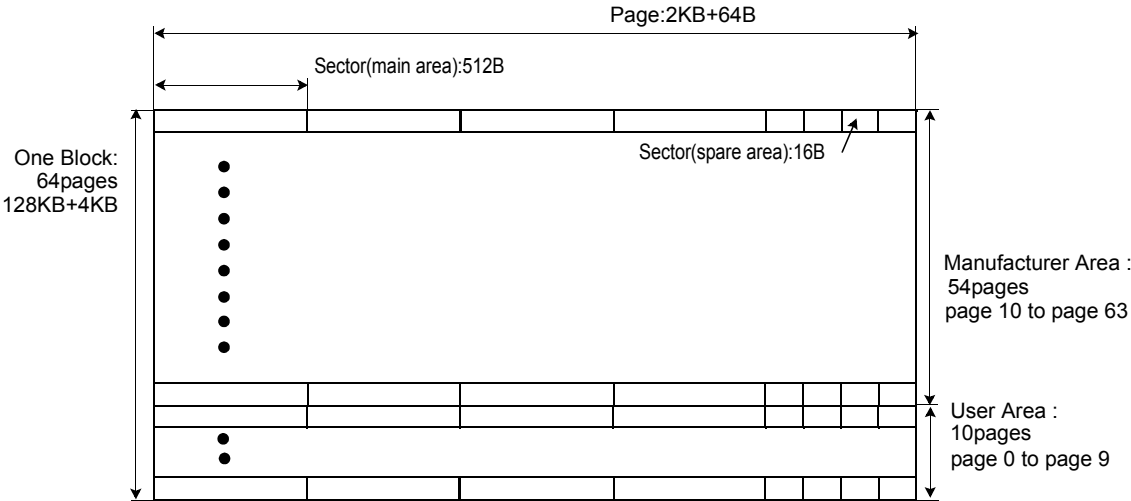 Page:2KB+64B
Sector(main area):512B
One Block:
64pages
128KB+4KB
Sector(spare area):16B
Manufacturer Area :
54pages
page 10 to page 63
User Area :
10pages
page 0 to page 9